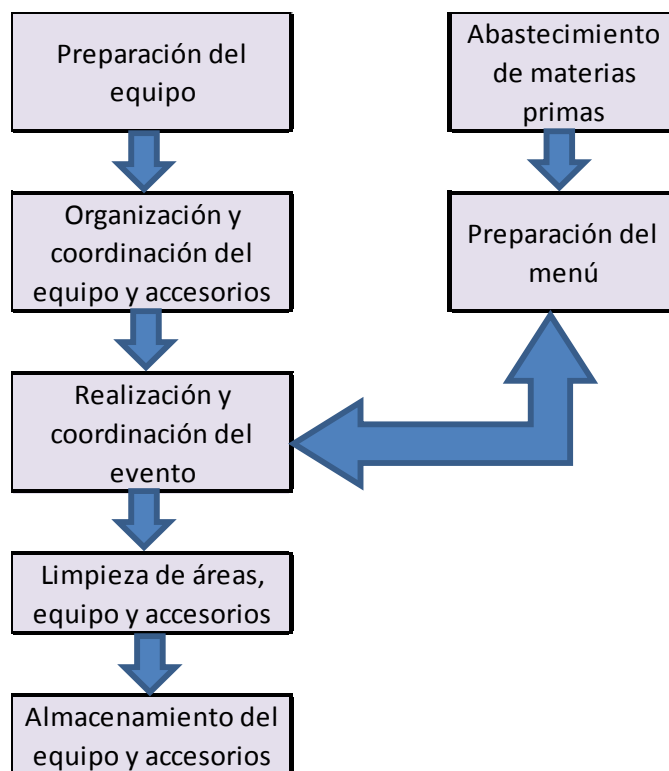 Preparación del
equipo
Abastecimiento
de materias
primas
Organización y
coordinación del
equipo y accesorios
Preparación del
menú
Realización y
coordinación del
evento
Limpieza de áreas,
equipo y accesorios
Almacenamiento del
equipo y accesorios